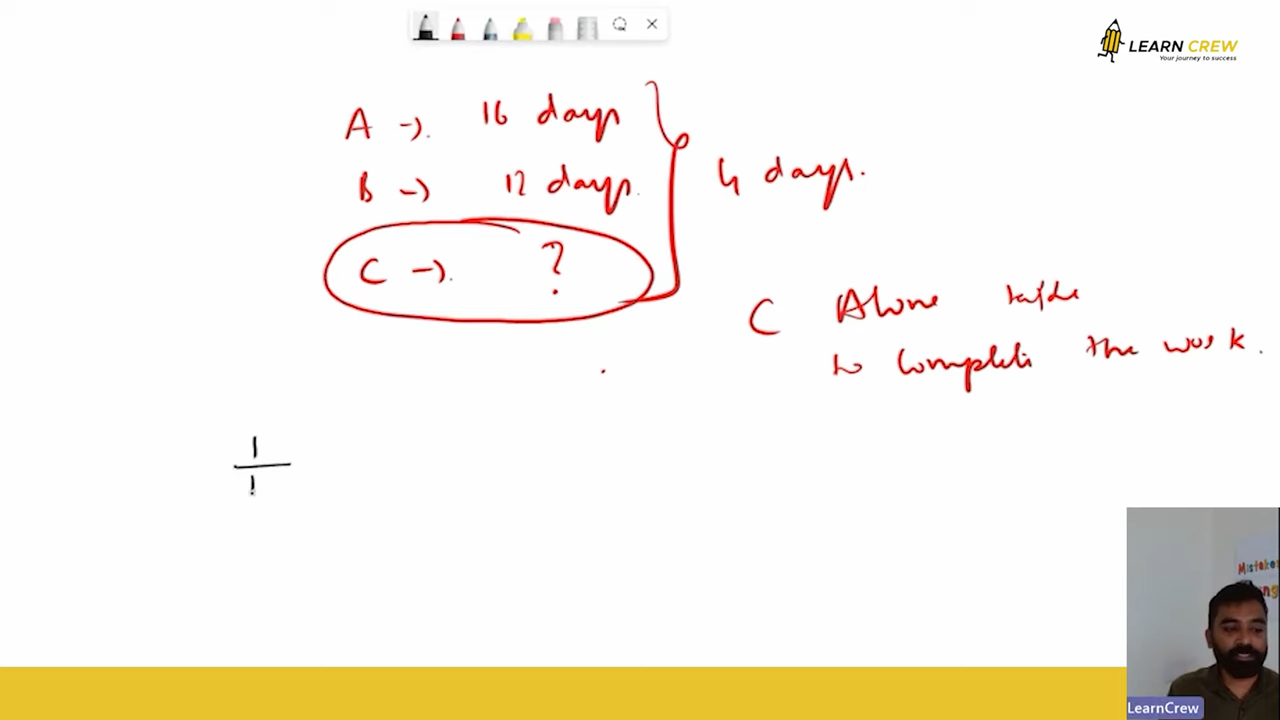 LEARN CREW
Your journey to success
A -> 16 days
B -> 12 days.
4 days.
C -> ?
C Alone
to complete the work.
1
1
Mistakes
LearnCrew